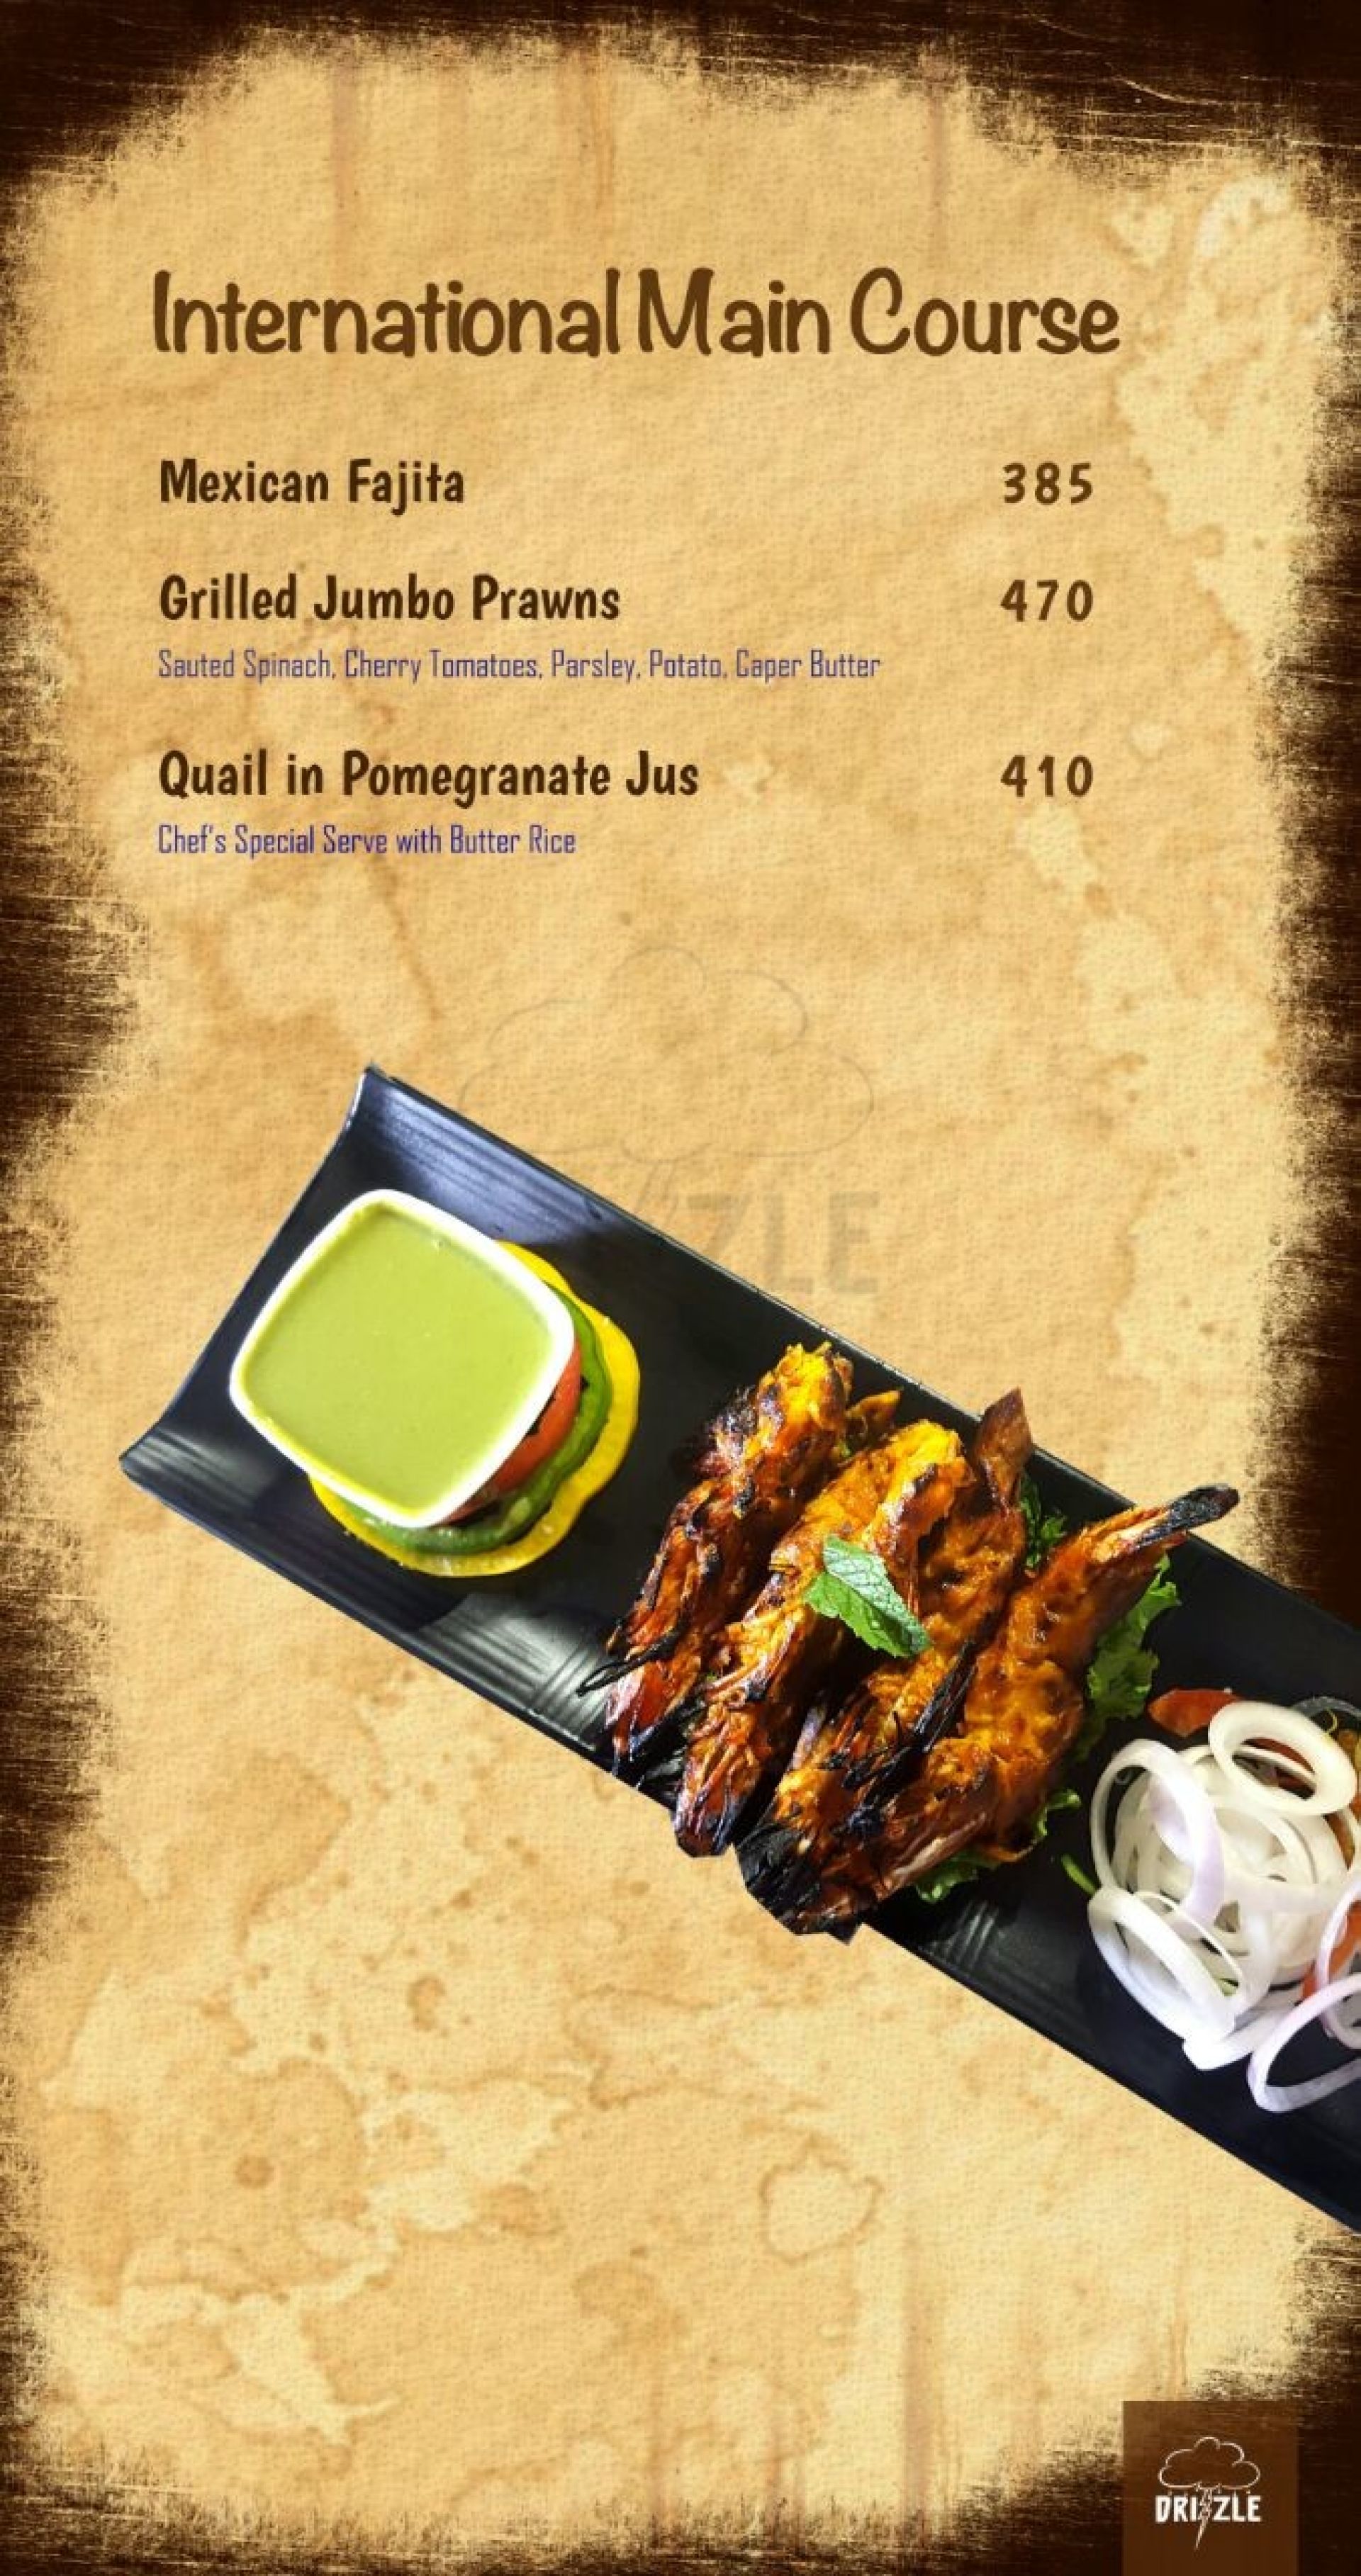 International Main Course
Mexican Fajita 385
Grilled Jumbo Prawns 470
Sauted Spinach, Cherry Tomatoes, Parsley, Potato, Caper Butter
Quail in Pomegranate Jus 410
Chef's Special Serve with Butter Rice
ZLE
DRIZZLE